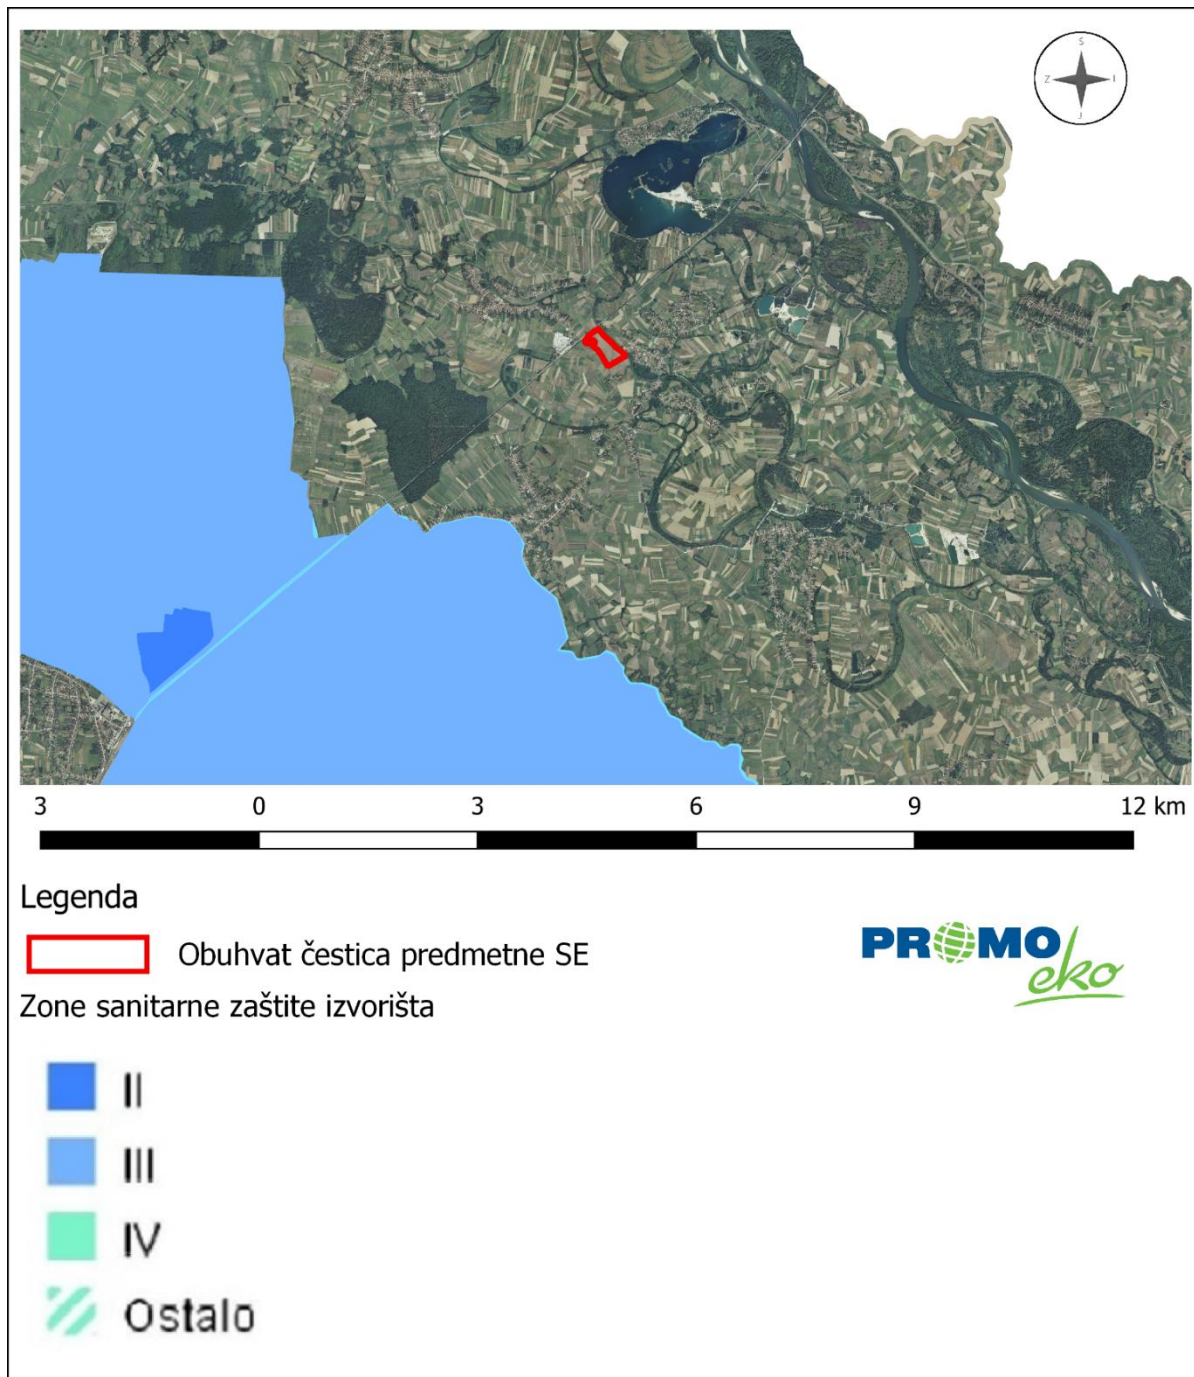 S
Z I
J
3 0 3 6 9 12 km
Legenda
Obuhvat čestica predmetne SE
PROMO
eko
Zone sanitarne zaštite izvorišta
II
III
IV
Ostalo